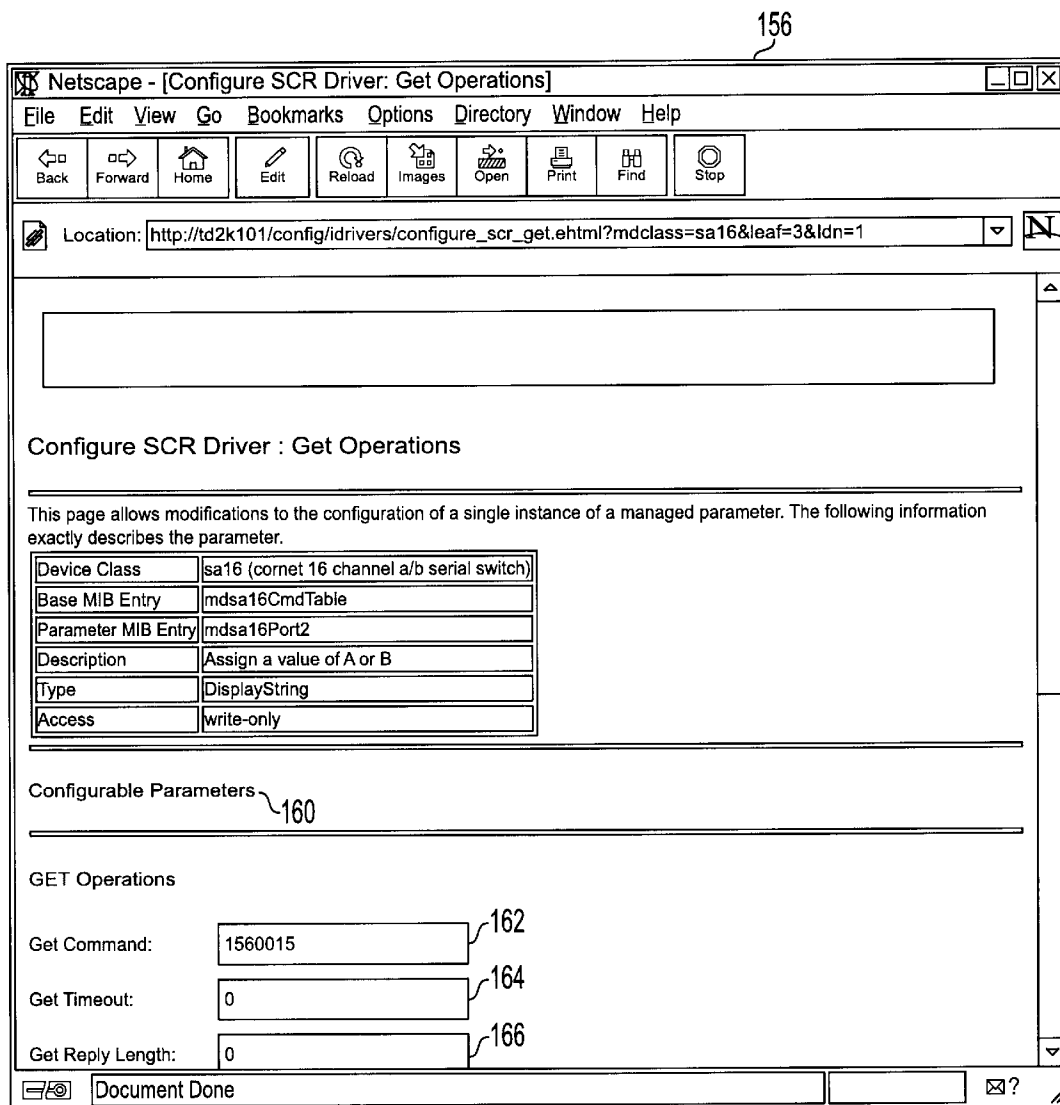 156
Netscape - [Configure SCR Driver: Get Operations]
File Edit View Go Bookmarks Options Directory Window Help
Back Forward Home Edit Reload Images Open Print Find Stop
Location: http://td2k101/config/idrivers/configure_scr_get.ehtml?mdclass=sa16&leaf=3&ldn=1
N
Configure SCR Driver : Get Operations
This page allows modifications to the configuration of a single instance of a managed parameter. The following information
exactly describes the parameter.
Device Class sa16 (cornet 16 channel a/b serial switch)
Base MIB Entry mdsa16CmdTable
Parameter MIB Entry mdsa16Port2
Description Assign a value of A or B
Type DisplayString
Access write-only
Configurable Parameters 160
GET Operations
Get Command: 1560015 162
Get Timeout: 0 164
Get Reply Length: 0 166
Document Done ?